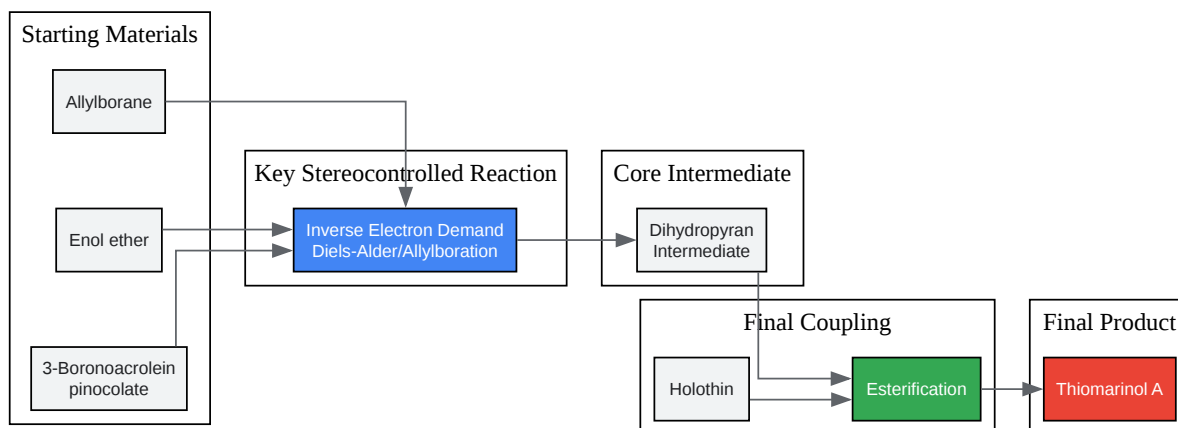 Starting Materials
Allylborane
Enol ether
3-Boronoacrolein
pinocolate
Key Stereocontrolled Reaction
Inverse Electron Demand
Diels-Alder/Allylboration
Core Intermediate
Dihydropyran
Intermediate
Final Coupling
Holothin
Esterification
Final Product
Thiomarinol A